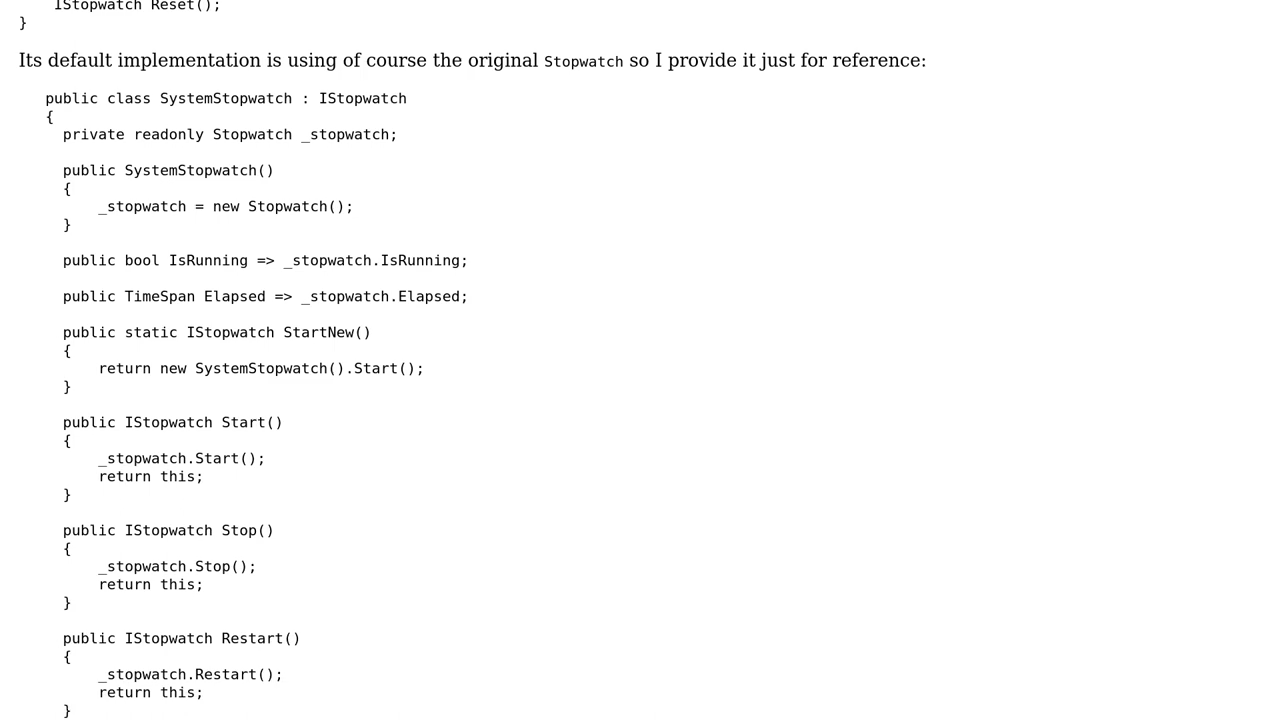 IStopwatch Reset();
}
Its default implementation is using of course the original Stopwatch so I provide it just for reference:
public class SystemStopwatch : IStopwatch
{
private readonly Stopwatch _stopwatch;
public SystemStopwatch()
{
_stopwatch = new Stopwatch();
}
public bool IsRunning => _stopwatch.IsRunning;
public TimeSpan Elapsed => _stopwatch.Elapsed;
public static IStopwatch StartNew()
{
return new SystemStopwatch().Start();
}
public IStopwatch Start()
{
_stopwatch.Start();
return this;
}
public IStopwatch Stop()
{
_stopwatch.Stop();
return this;
}
public IStopwatch Restart()
{
_stopwatch.Restart();
return this;
}